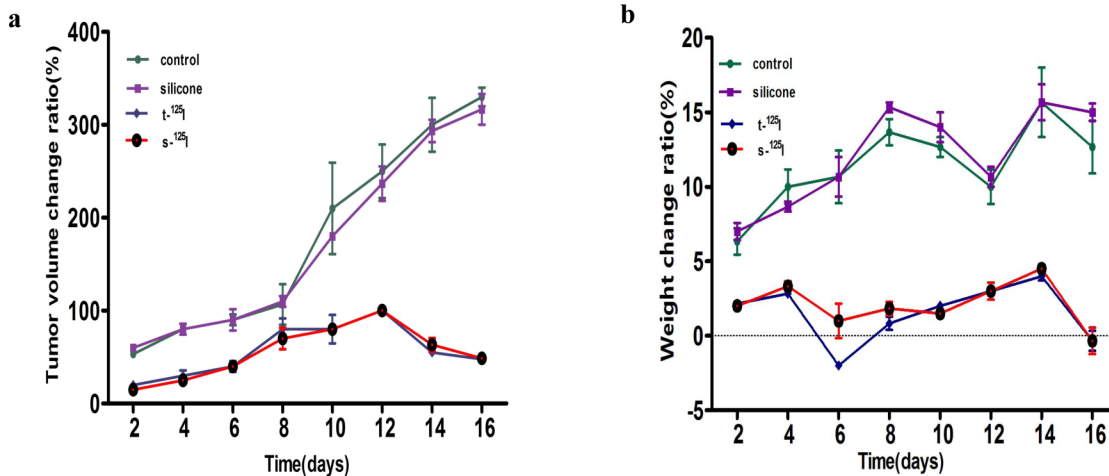 a
Tumor volume change ratio(%)
400
300
200
100
0
control
silicone
t-¹²⁵I
s-¹²⁵I
2 4 6 8 10 12 14 16
Time(days)
b
Weight change ratio(%)
20
15
10
5
0
-5
control
silicone
t-¹²⁵I
s-¹²⁵I
2 4 6 8 10 12 14 16
Time(days)